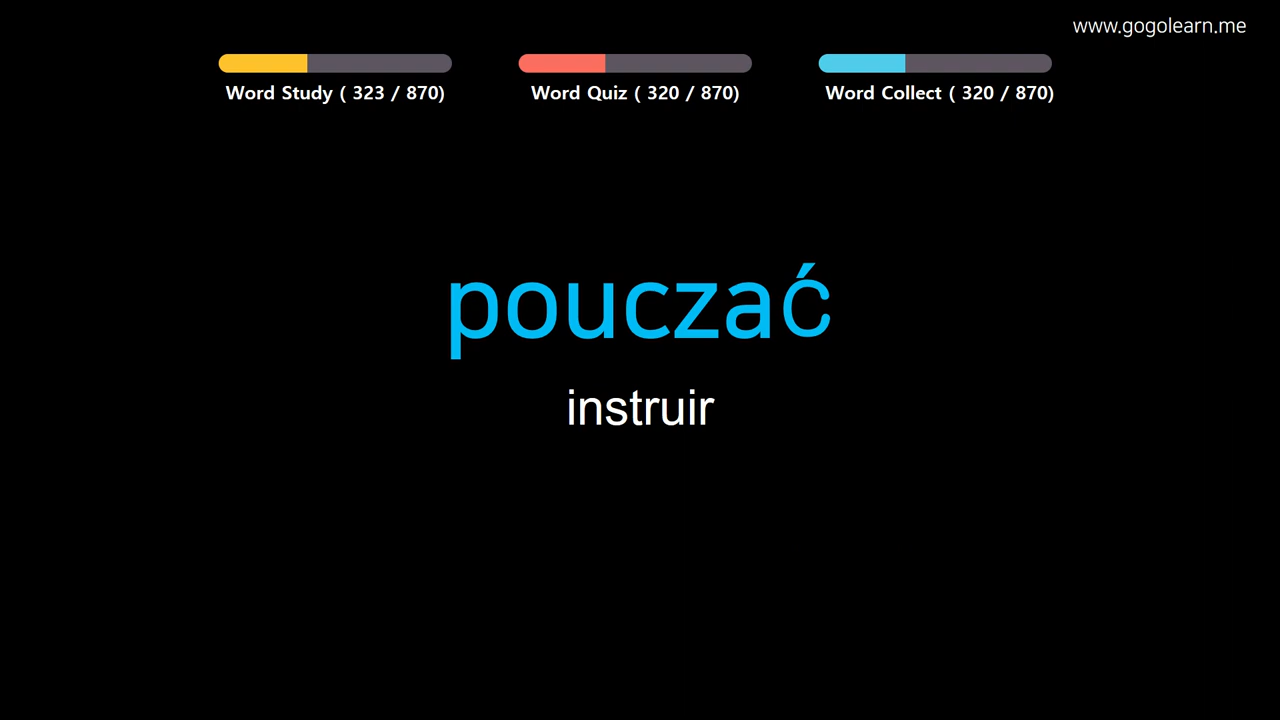 www.gogolearn.me
Word Study ( 323 / 870)
Word Quiz ( 320 / 870)
Word Collect ( 320 / 870)
pouczać
instruir